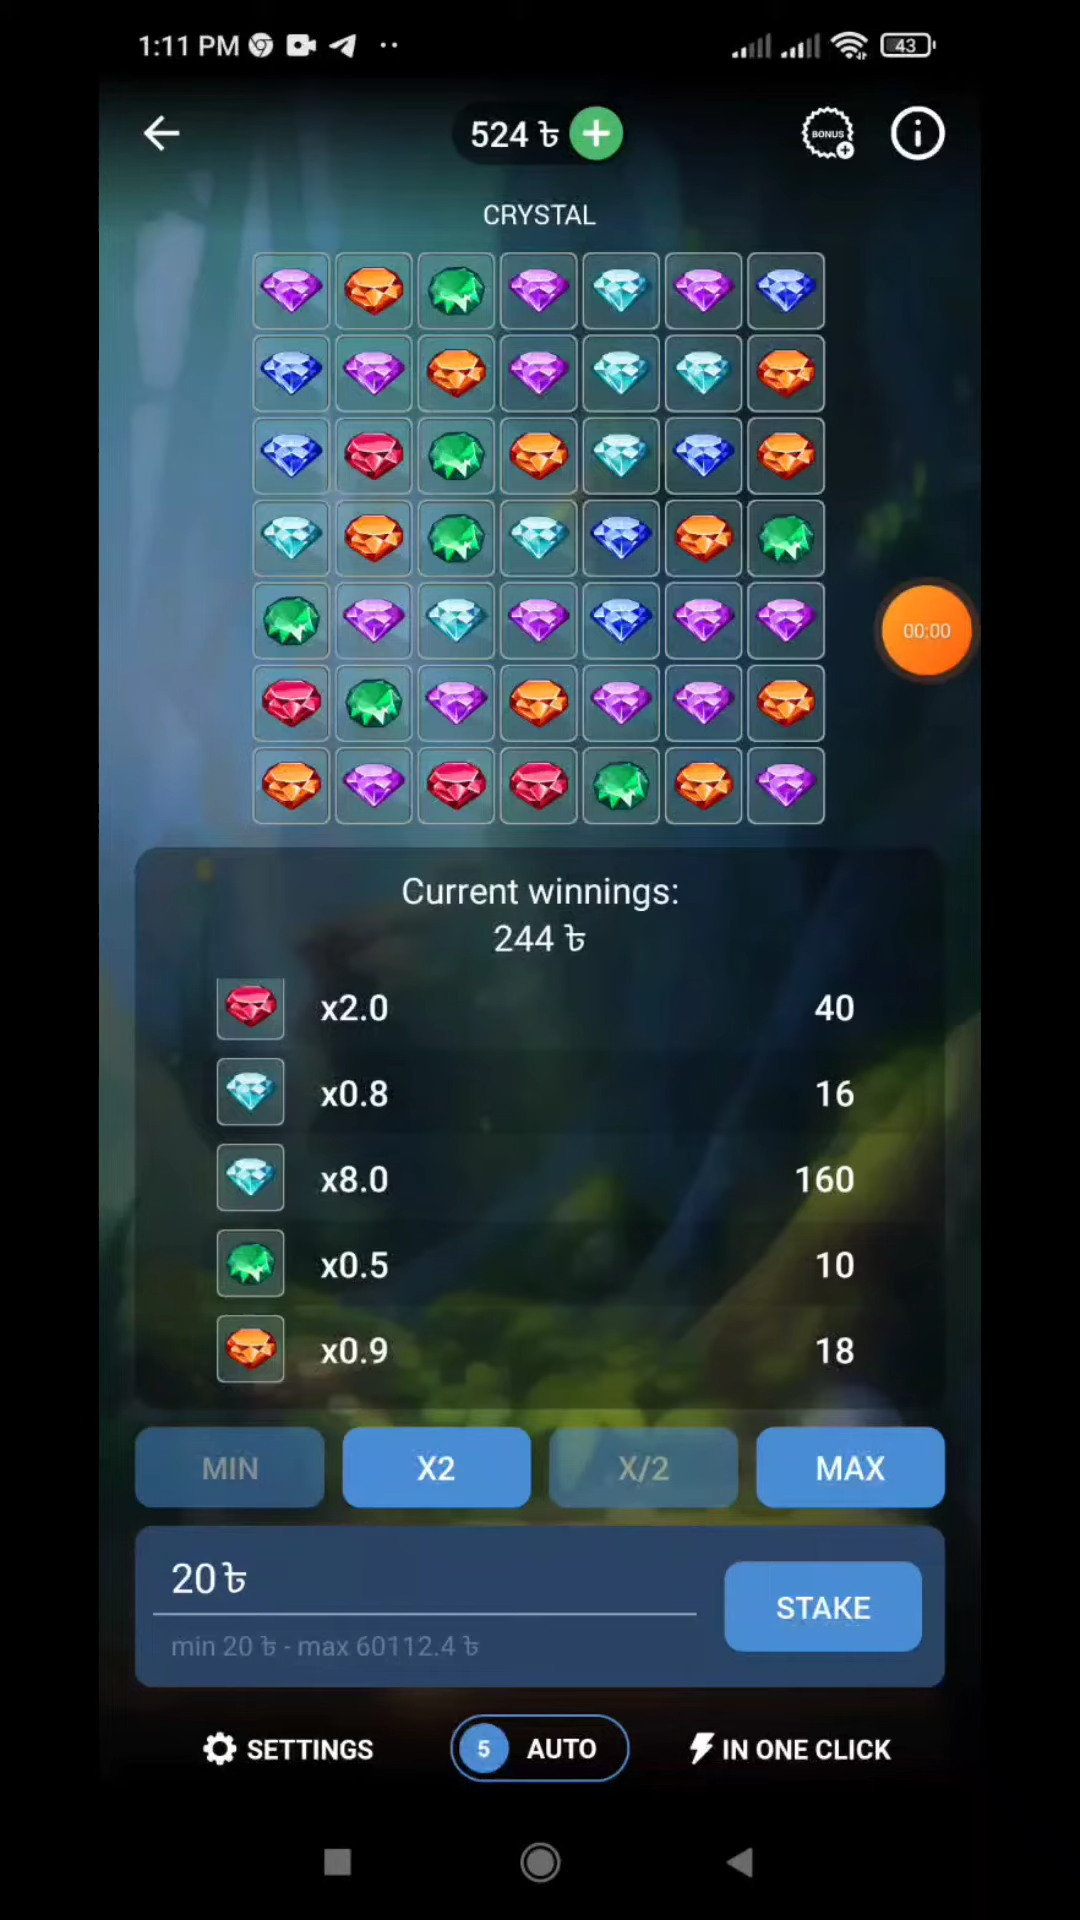 1:11 PM 43
524 ৳ +
BONUS
CRYSTAL
00:00
Current winnings:
244 ৳
x2.0 40
x0.8 16
x8.0 160
x0.5 10
x0.9 18
MIN X2 X/2 MAX
20 ৳
STAKE
min 20 ৳ - max 60112.4 ৳
SETTINGS 5 AUTO IN ONE CLICK